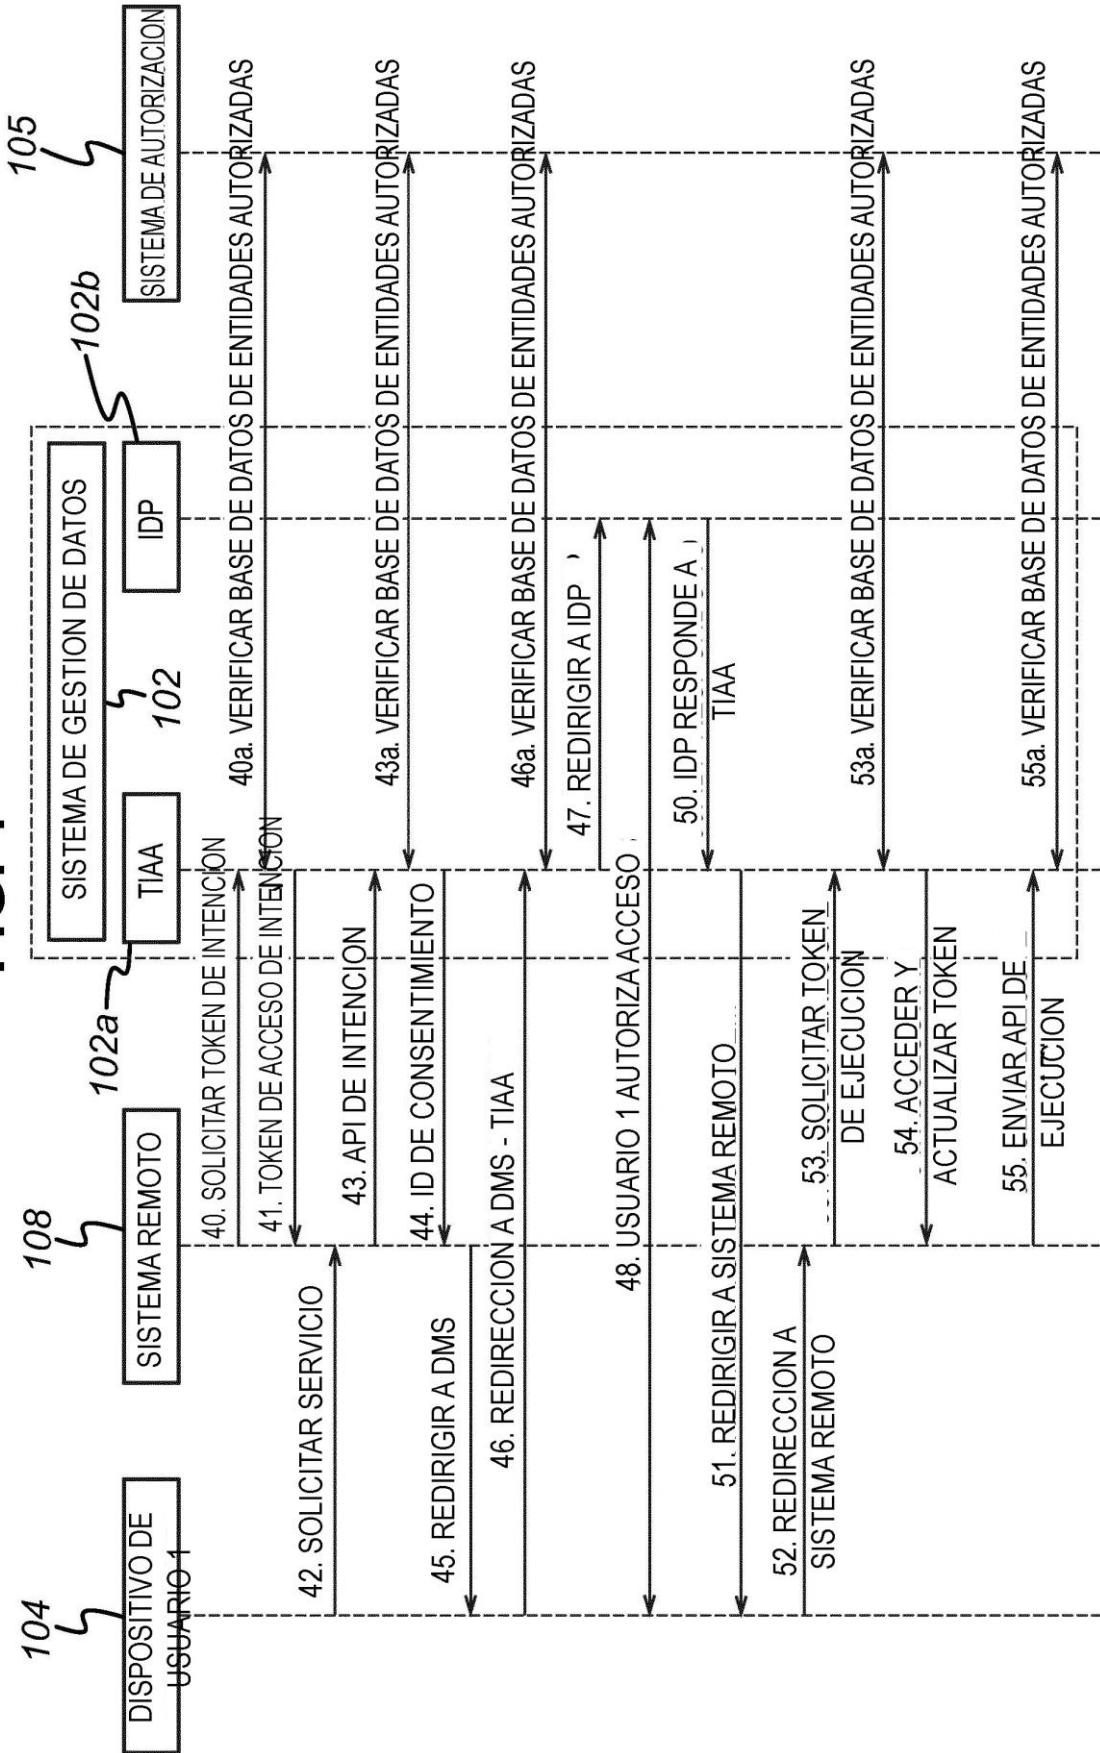 104
DISPOSITIVO DE
USUARIO 1
108
SISTEMA REMOTO
102a
TIAA
SISTEMA DE GESTION DE DATOS
102
IDP
102b
105
SISTEMA DE AUTORIZACION
40. SOLICITAR TOKEN DE INTENCION
40a. VERIFICAR BASE DE DATOS DE ENTIDADES AUTORIZADAS
41. TOKEN DE ACCESO DE INTENCION
42. SOLICITAR SERVICIO
43. API DE INTENCION
43a. VERIFICAR BASE DE DATOS DE ENTIDADES AUTORIZADAS
44. ID DE CONSENTIMIENTO
45. REDIRIGIR A DMS
46. REDIRECCION A DMS - TIAA
46a. VERIFICAR BASE DE DATOS DE ENTIDADES AUTORIZADAS
47. REDIRIGIR A IDP
48. USUARIO 1 AUTORIZA ACCESO
50. IDP RESPONDE A
TIAA
51. REDIRIGIR A SISTEMA REMOTO
52. REDIRECCION A
SISTEMA REMOTO
53. SOLICITAR TOKEN
DE EJECUCION
53a. VERIFICAR BASE DE DATOS DE ENTIDADES AUTORIZADAS
54. ACCEDER Y
ACTUALIZAR TOKEN
55. ENVIAR API DE
EJECUCION
55a. VERIFICAR BASE DE DATOS DE ENTIDADES AUTORIZADAS